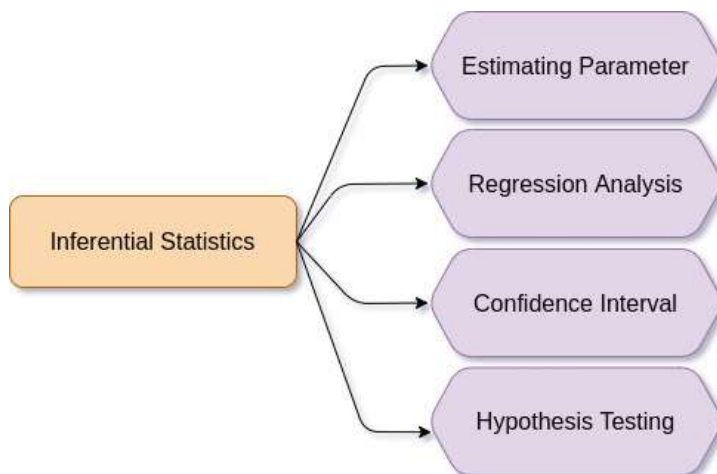 Estimating Parameter
Regression Analysis
Inferential Statistics
Confidence Interval
Hypothesis Testing